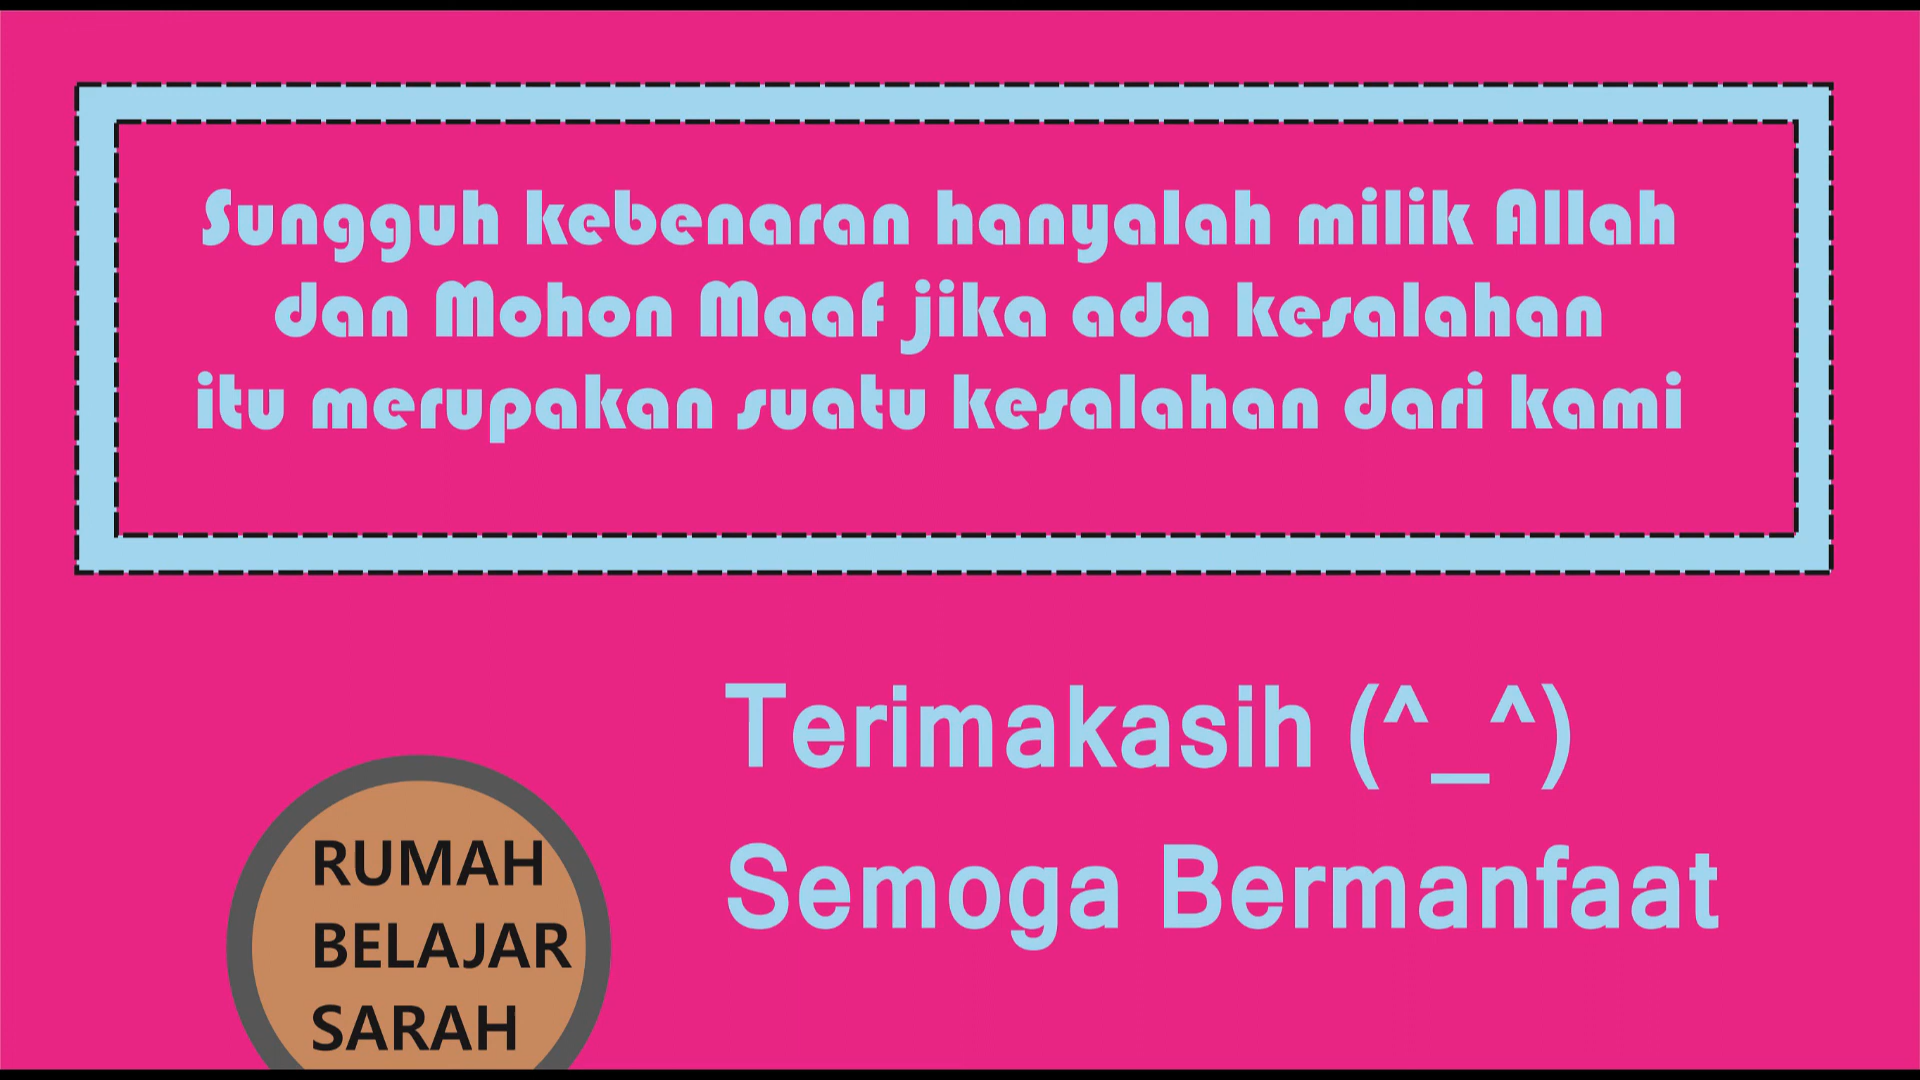 Sungguh kebenaran hanyalah milik Allah
dan Mohon Maaf jika ada kesalahan
itu merupakan suatu kesalahan dari kami
Terimakasih (^_^)
Semoga Bermanfaat
RUMAH
BELAJAR
SARAH